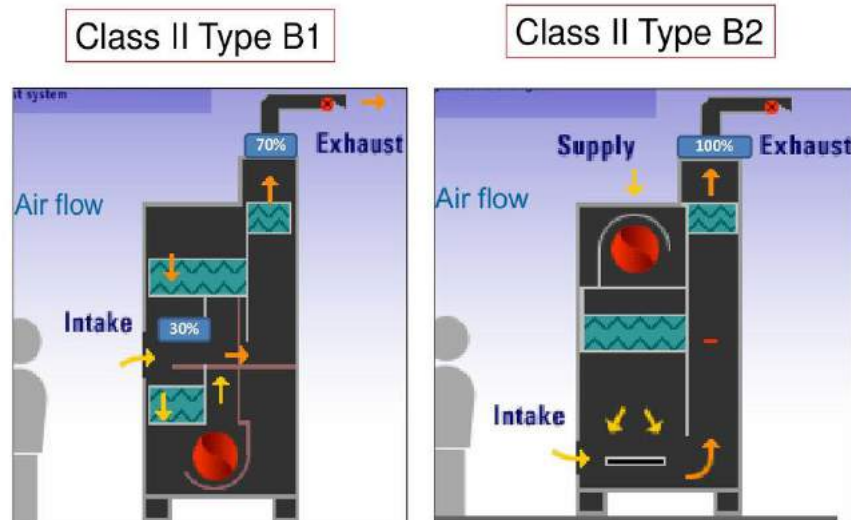 Class II Type B1
Class II Type B2
st system
70%
Exhaust
Air flow
Intake
30%
Supply
100%
Exhaust
Air flow
Intake